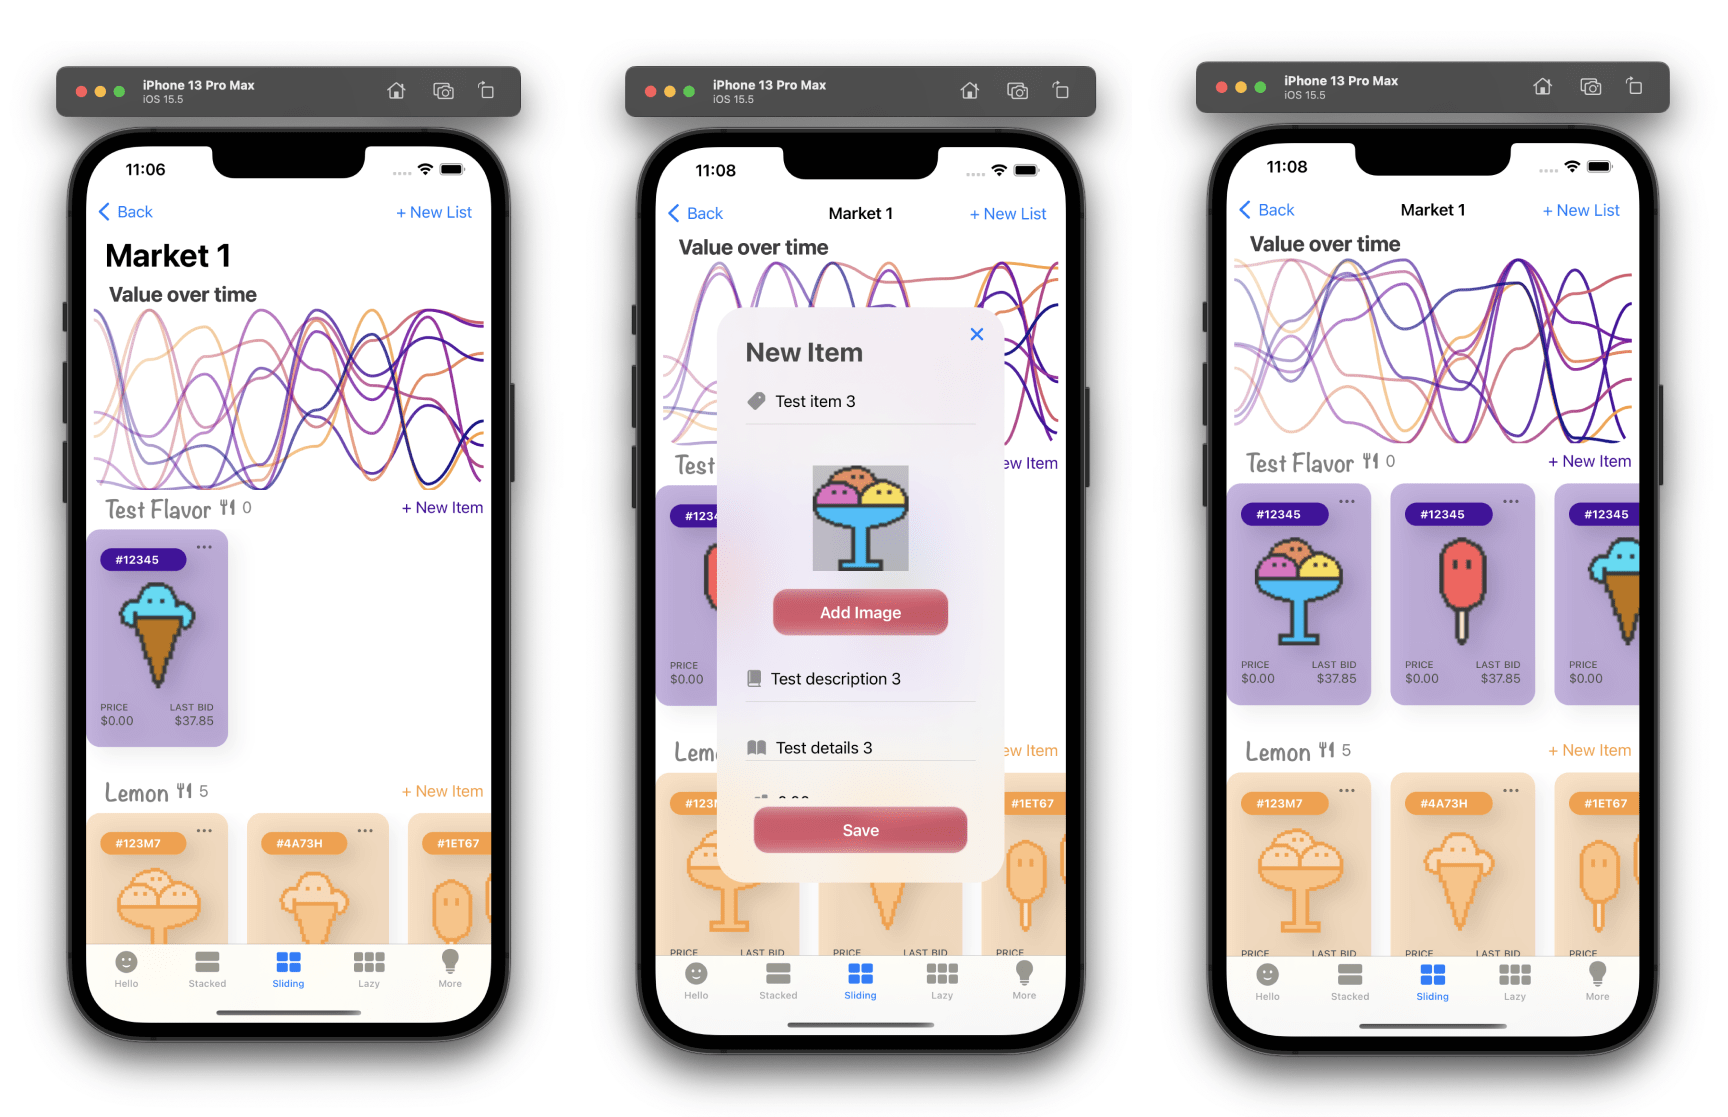 iPhone 13 Pro Max
iOS 15.5
11:06
Back
+ New List
Market 1
Value over time
Test Flavor 0
+ New Item
#12345
PRICE
LAST BID
$0.00
$37.85
Lemon 5
+ New Item
#123M7
#4A73H
#1ET67
Hello
Stacked
Sliding
Lazy
More
iPhone 13 Pro Max
iOS 15.5
11:08
Back
Market 1
+ New List
Value over time
New Item
Test item 3
Test
ew Item
#1234
Add Image
PRICE
$0.00
Test description 3
Test details 3
Lem
ew Item
#123M
#1ET67
Save
PRICE
LAST BID
PRICE
LAST BID
PRICE
Hello
Stacked
Sliding
Lazy
More
iPhone 13 Pro Max
iOS 15.5
11:08
Back
Market 1
+ New List
Value over time
Test Flavor 0
+ New Item
#12345
#12345
#12345
PRICE
LAST BID
PRICE
LAST BID
PRICE
$0.00
$37.85
$0.00
$37.85
$0.00
Lemon 5
+ New Item
#123M7
#4A73H
#1ET67
PRICE
LAST BID
PRICE
LAST BID
PRICE
Hello
Stacked
Sliding
Lazy
More